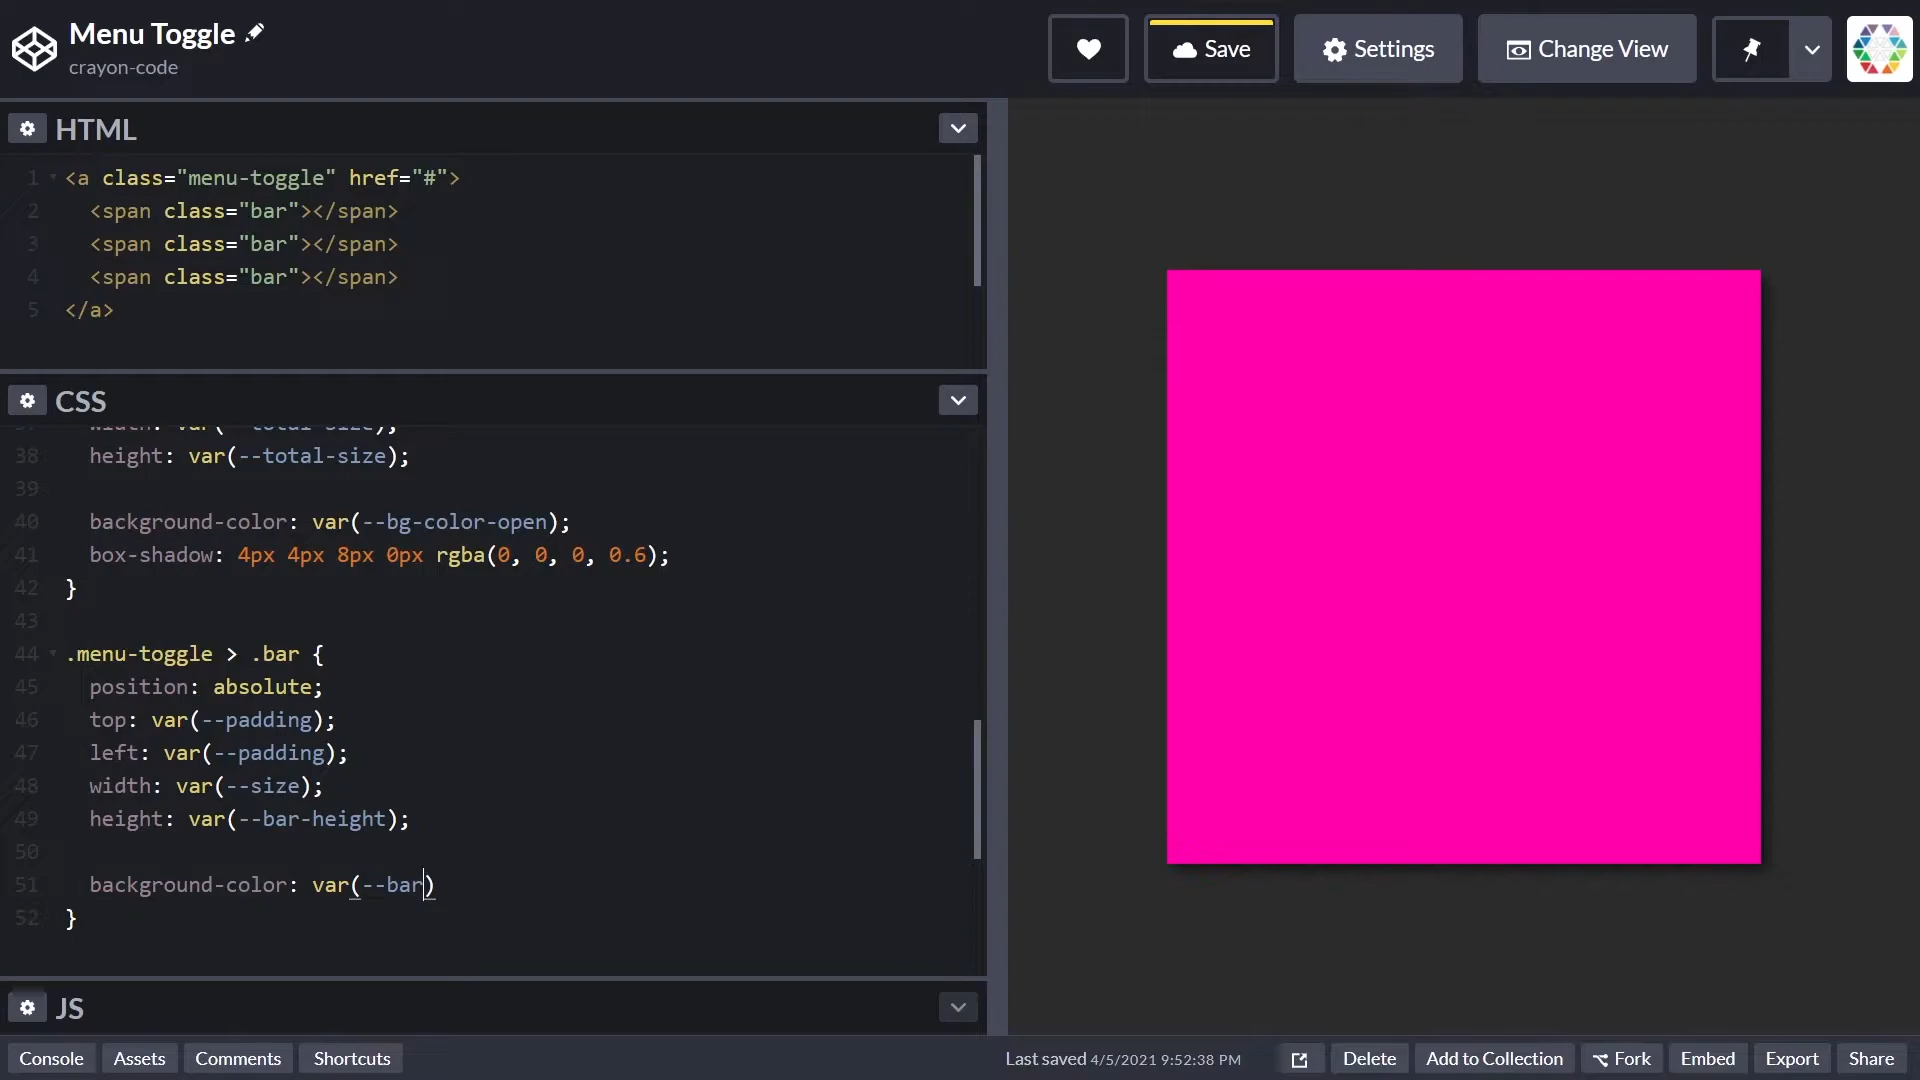 Menu Toggle
crayon-code
Save
Settings
Change View
HTML
1 <a class="menu-toggle" href="#">
2 <span class="bar"></span>
3 <span class="bar"></span>
4 <span class="bar"></span>
5 </a>
CSS
width: var(--total-size);
38 height: var(--total-size);
39
40 background-color: var(--bg-color-open);
41 box-shadow: 4px 4px 8px 0px rgba(0, 0, 0, 0.6);
42 }
43
44 .menu-toggle > .bar {
45 position: absolute;
46 top: var(--padding);
47 left: var(--padding);
48 width: var(--size);
49 height: var(--bar-height);
50
51 background-color: var(--bar)
52 }
JS
Console
Assets
Comments
Shortcuts
Last saved 4/5/2021 9:52:38 PM
Delete
Add to Collection
Fork
Embed
Export
Share